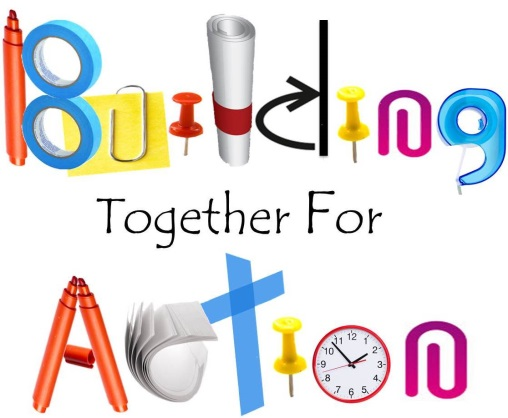 Building
Together For
Action